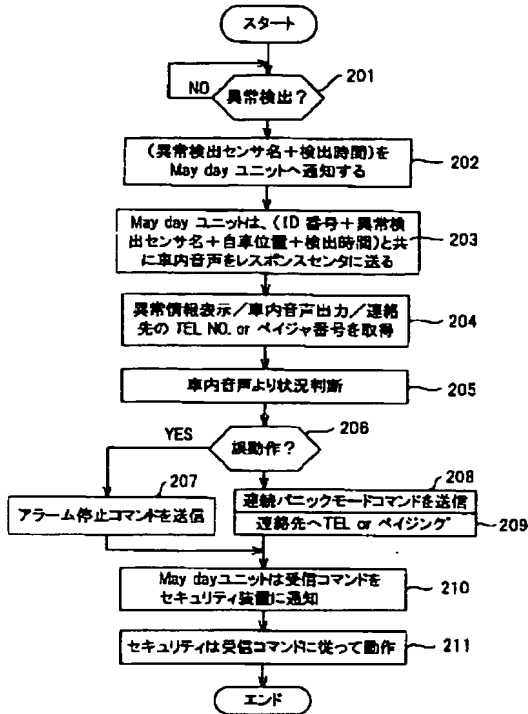 スタート
201
NO
異常検出?
(異常検出センサ名+検出時間)を
May day ユニットへ通知する
202
May day ユニットは、(ID 番号+異常検
出センサ名+自車位置+検出時間)と共
に車内音声をレスポンスセンタに送る
203
異常情報表示/車内音声出力/連絡
先の TEL NO. or ペイジャ番号を取得
204
車内音声より状況判断
205
206
YES
誤動作?
207
208
アラーム停止コマンドを送信
連続パニックモードコマンドを送信
連絡先へTEL or ペイジング
209
May dayユニットは受信コマンドを
セキュリティ装置に通知
210
セキュリティは受信コマンドに従って動作
211
エンド